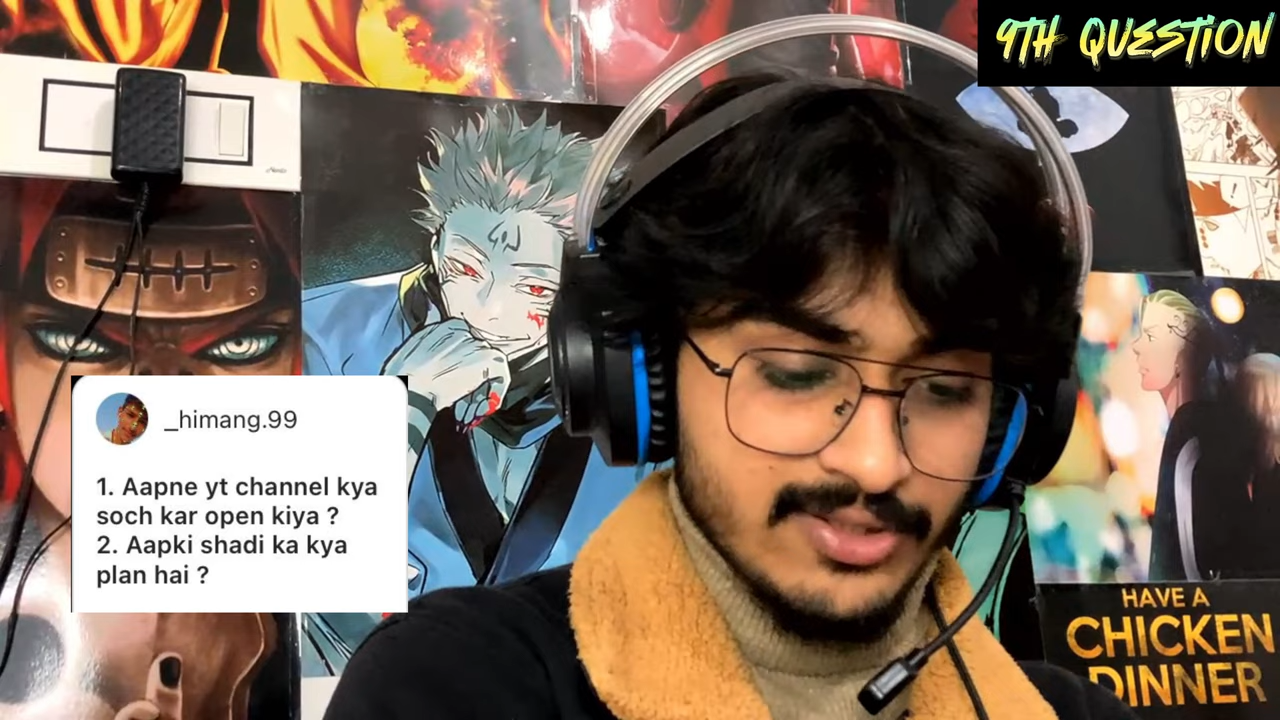 9TH QUESTION
_himang.99
1. Aapne yt channel kya
soch kar open kiya ?
2. Aapki shadi ka kya
plan hai ?
HAVE A
CHICKEN
DINNER